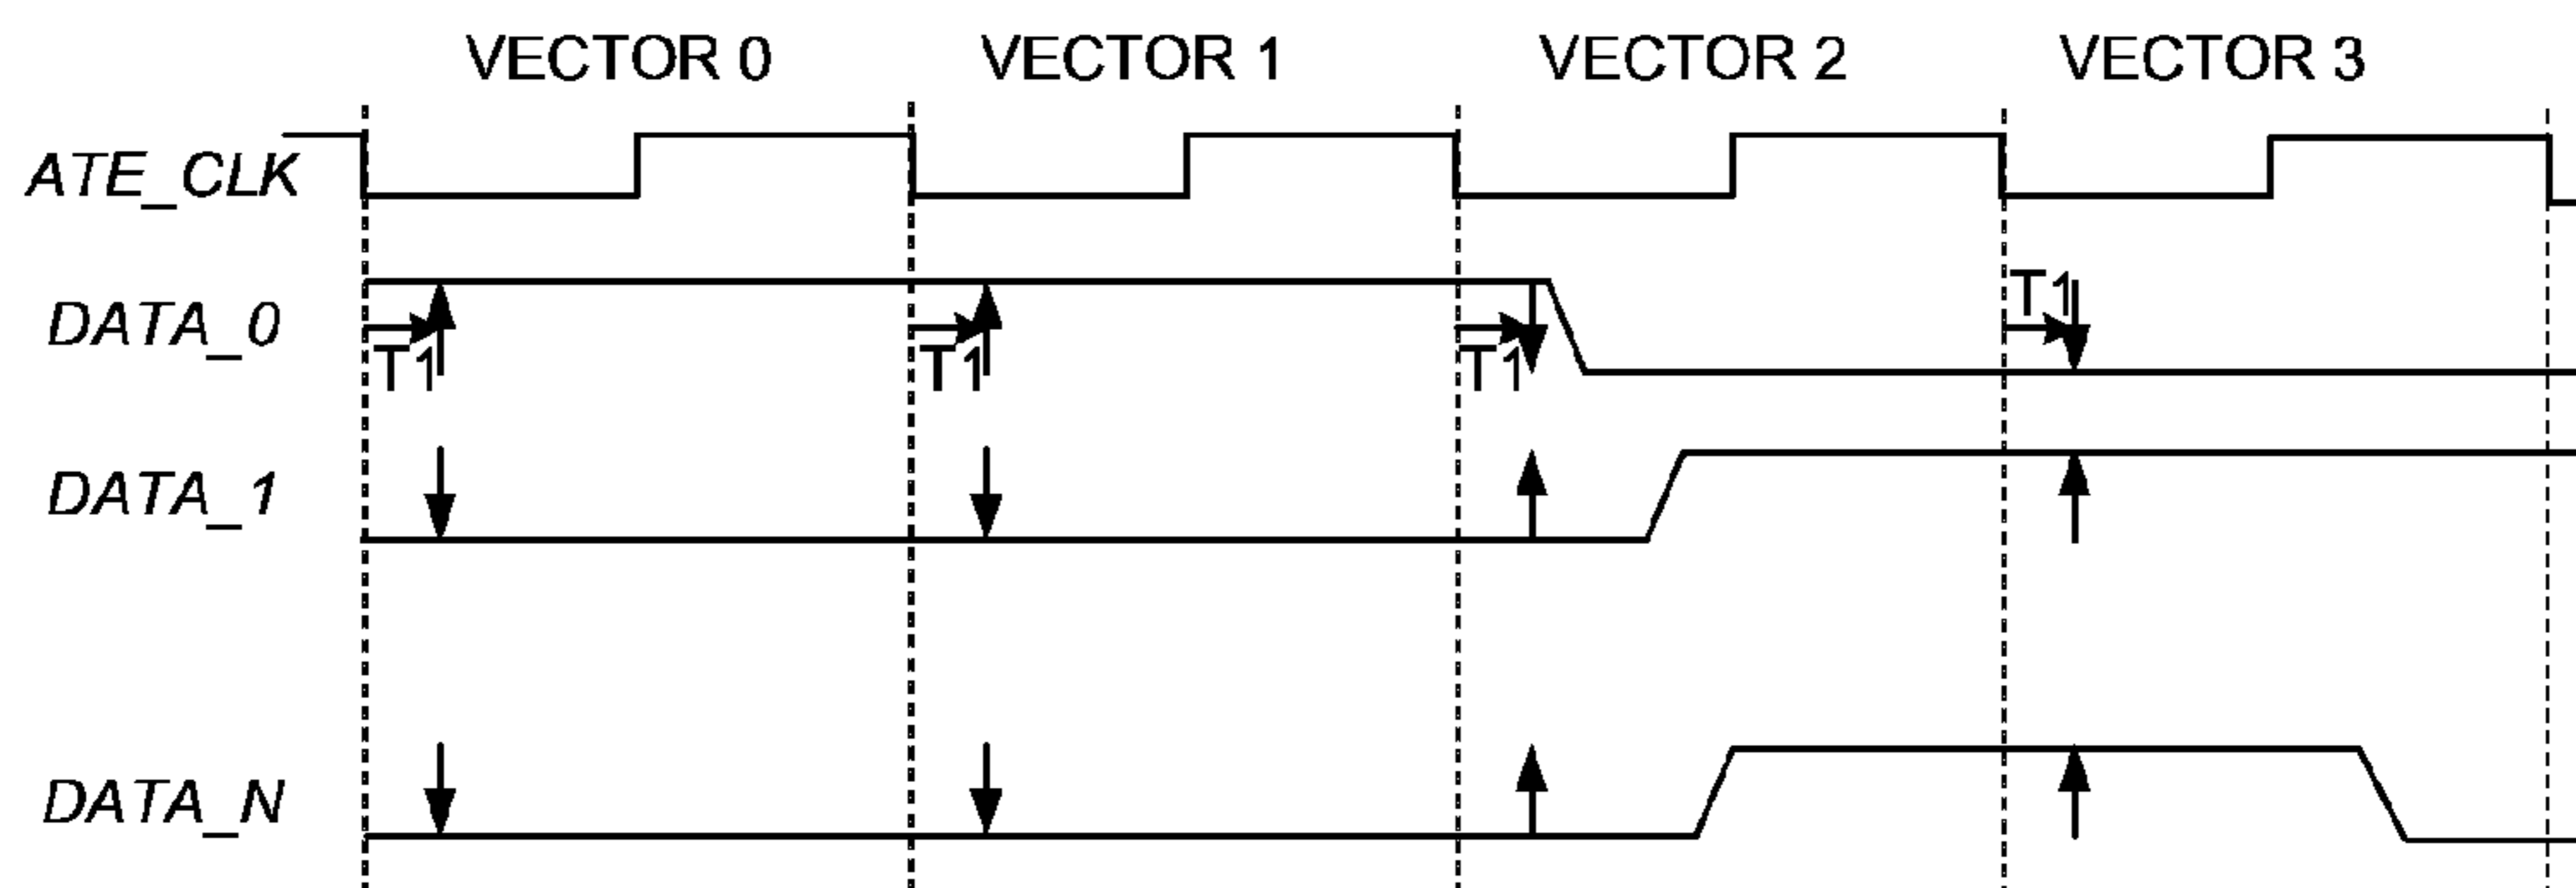 VECTOR 0 VECTOR 1 VECTOR 2 VECTOR 3
ATE_CLK
T1
DATA_0
T1 T1 T1
DATA_1
DATA_N